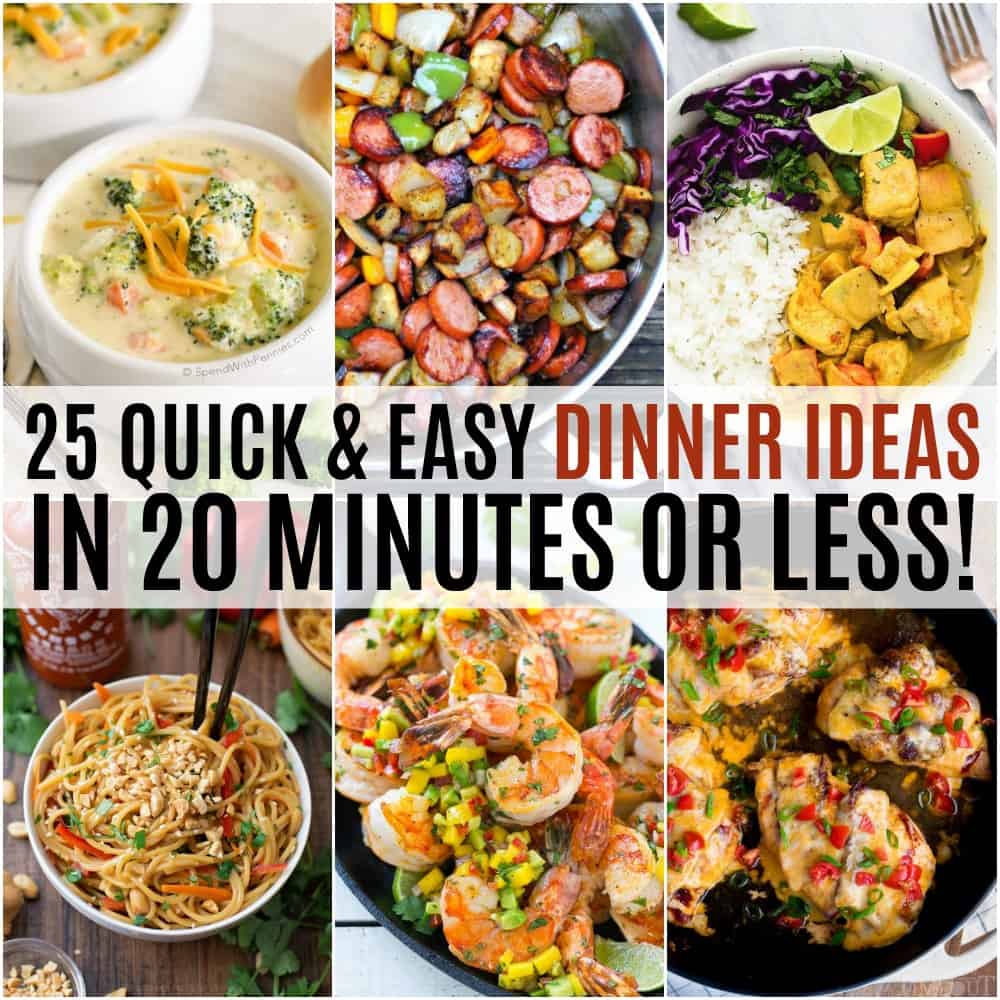 © SpendWithPennies.com
25 QUICK & EASY DINNER IDEAS
IN 20 MINUTES OR LESS!